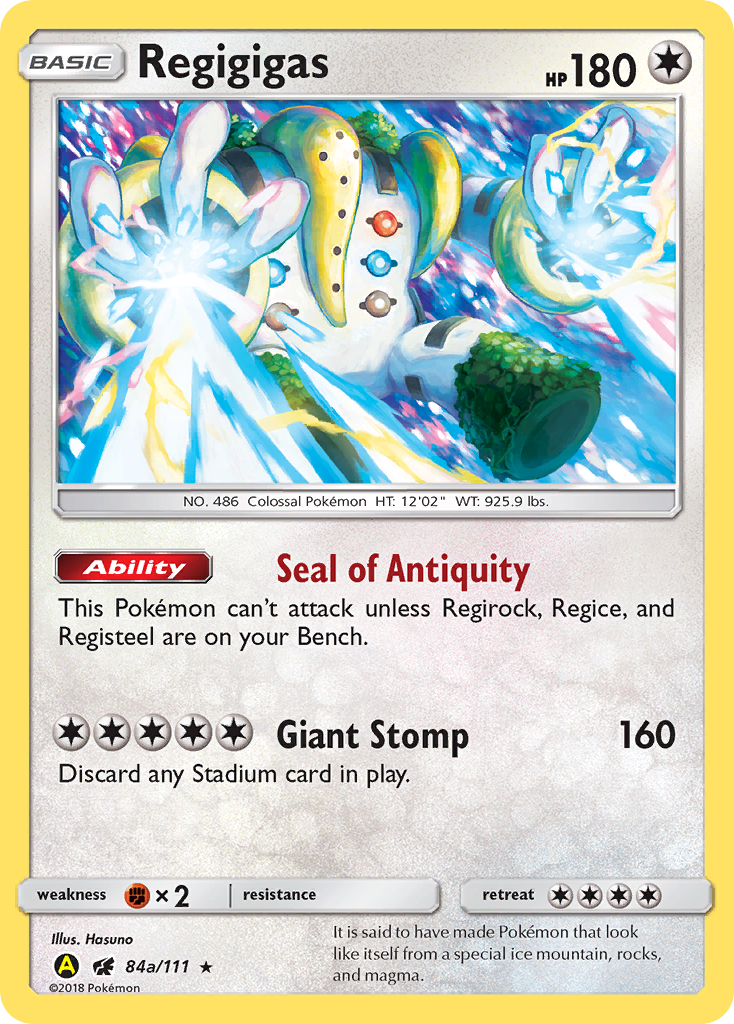 BASIC Regigigas HP 180
NO. 486 Colossal Pokémon HT: 12'02" WT: 925.9 lbs.
Ability Seal of Antiquity
This Pokémon can't attack unless Regirock, Regice, and
Registeel are on your Bench.
Giant Stomp 160
Discard any Stadium card in play.
weakness ×2 resistance retreat
Illus. Hasuno
A 84a/111 ★
©2018 Pokémon
It is said to have made Pokémon that look
like itself from a special ice mountain, rocks,
and magma.